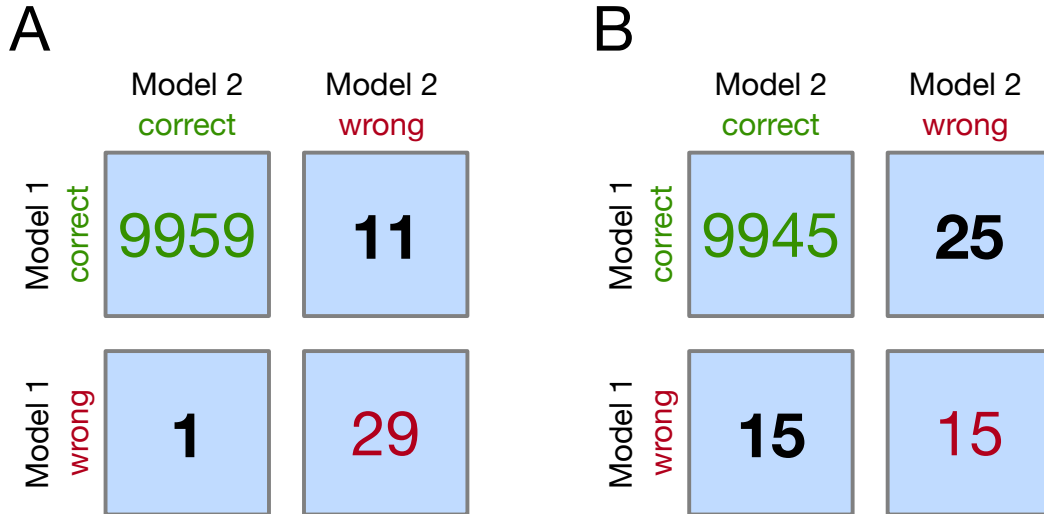 A
Model 2 Model 2
correct wrong
Model 1
correct
9959 11
Model 1
wrong
1 29
B
Model 2 Model 2
correct wrong
Model 1
correct
9945 25
Model 1
wrong
15 15